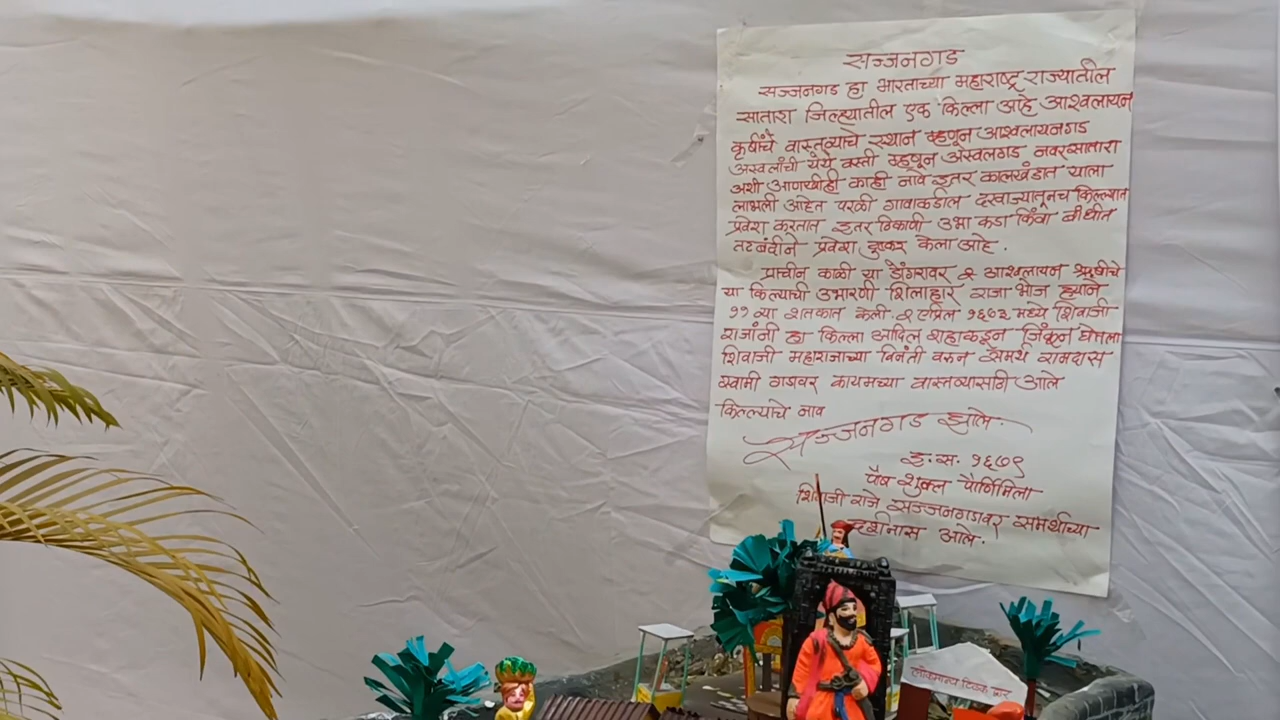 सज्जनगड
सज्जनगड हा भारताच्या महाराष्ट्र राज्यातील
सातारा जिल्ह्यातील एक किल्ला आहे आश्वलायन
कृषींचे वास्तव्याचे स्थान म्हणून आश्वलायनगड
अस्वलांची येथे वस्ती म्हणून अस्वलगड नवरसातारा
अशी आणखीही काही नावे इतर कालखंडात याला
लाभली आहेत परळी गावाकडील दरवाज्यातूनच किल्ल्यात
प्रवेश करतात इतर ठिकाणी उभा कडा किंवा बांधीत
तटबंदीने प्रवेश दुष्कर केला आहे.
प्राचीन काळी या डोंगरावर आश्वलायन ऋषीचे
या किल्याची उभारणी शिलाहार राजा भोज ह्याने
११ व्या शतकात केली. २ एप्रिल १६७३ मध्ये शिवाजी
राजांनी हा किल्ला आदिल शहाकडून जिंकून घेतला
शिवाजी महाराजाच्या विनंती वरुन समर्थ रामदास
स्वामी गडावर कायमच्या वास्तव्यासाठी आले
किल्ल्याचे नाव
सज्जनगड झाले.
इ.स. १६७९
पौष शुक्ल पौर्णिमेला
शिवाजी राजे सज्जनगडावर समर्थाच्या
दर्शनास आले.
लोकमान्य टिळक द्वार